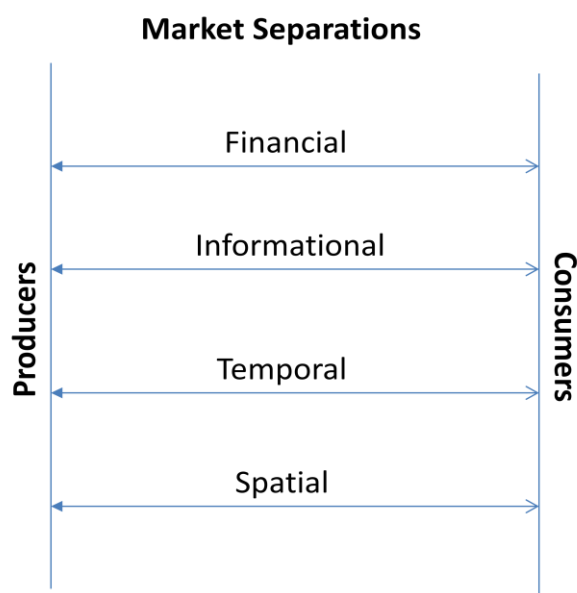 Market Separations
Financial
Informational
Producers
Consumers
Temporal
Spatial